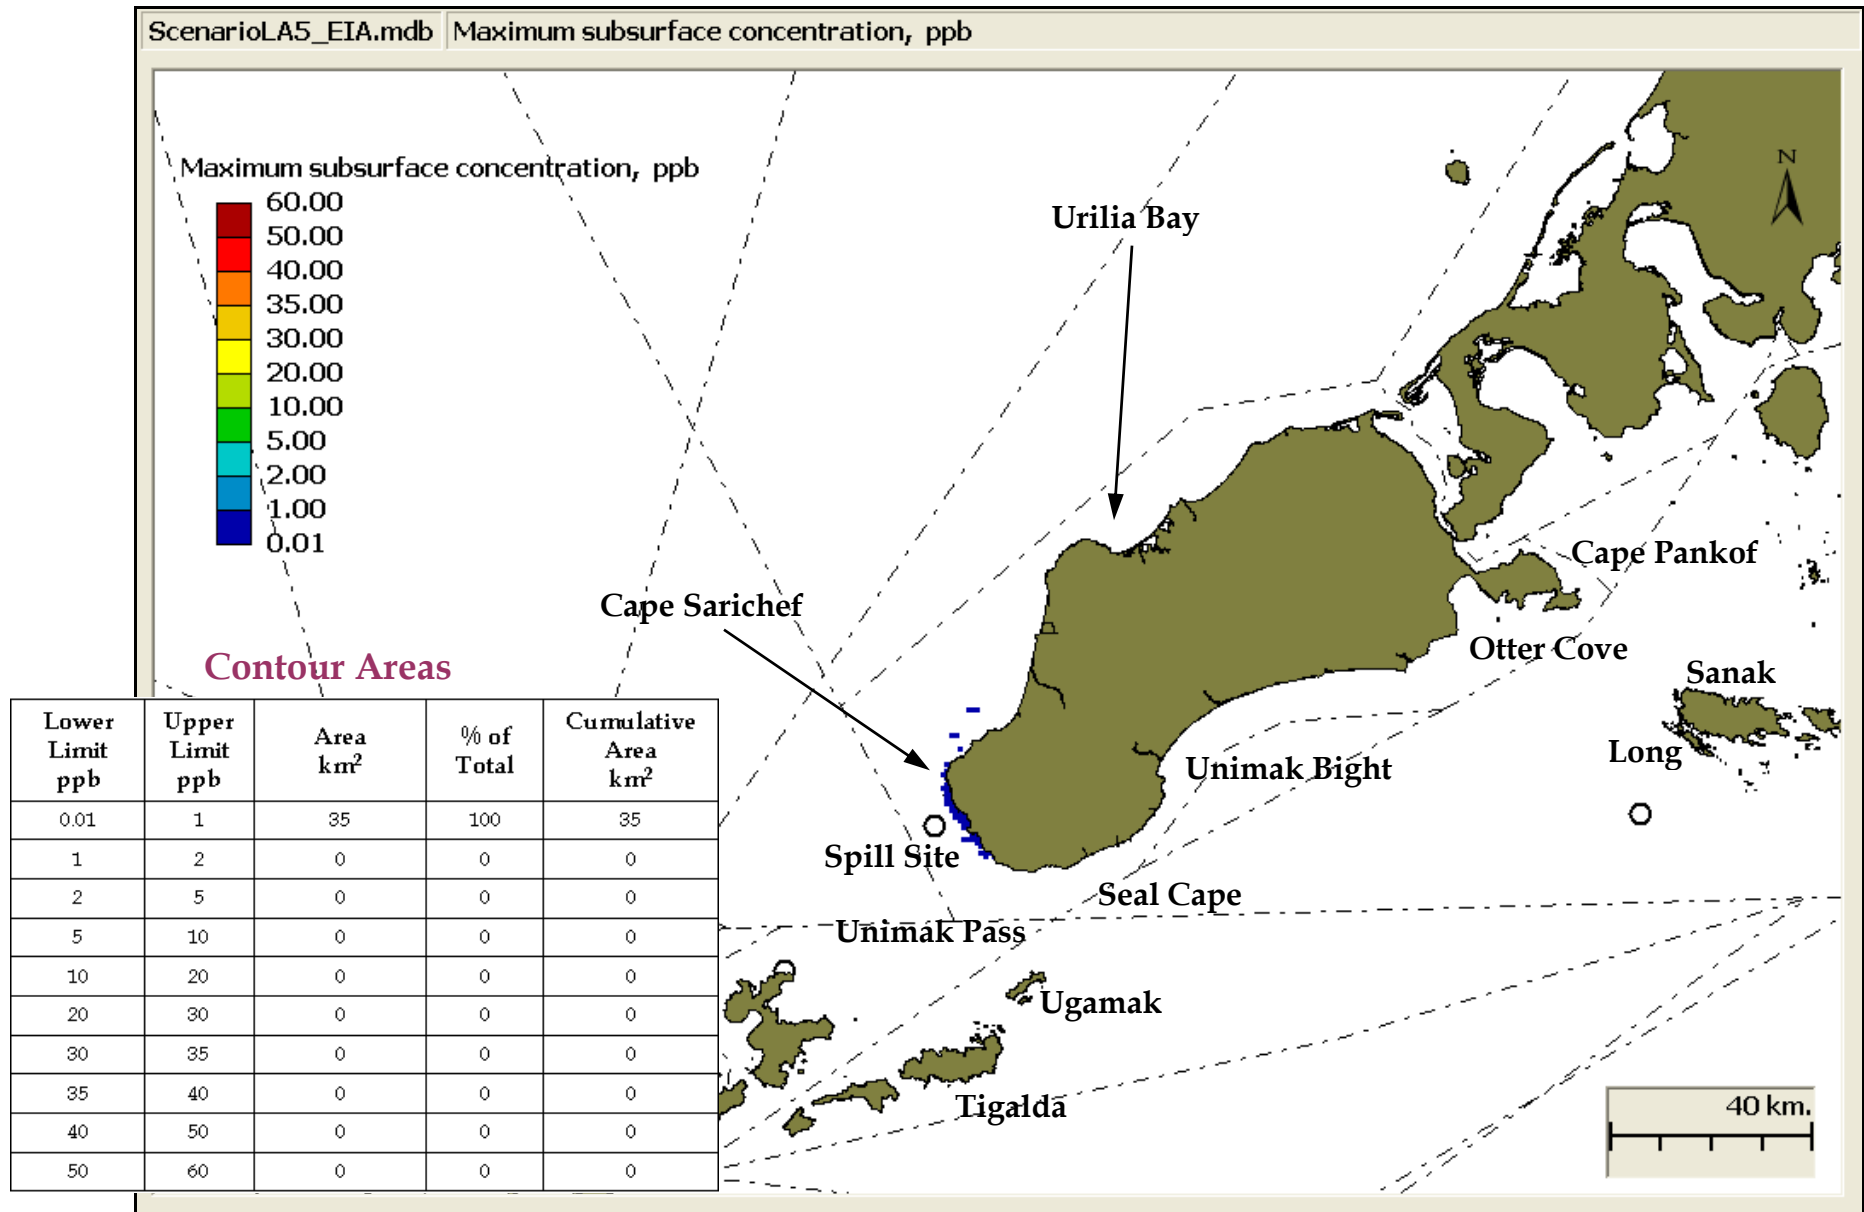 ScenarioLA5_EIA.mdb Maximum subsurface concentration, ppb
Maximum subsurface concentration, ppb
60.00
50.00
40.00
35.00
30.00
20.00
10.00
5.00
2.00
1.00
0.01
N
Urilia Bay
Cape Pankof
Cape Sarichef
Otter Cove
Sanak
Long
Unimak Bight
Spill Site
Seal Cape
Unimak Pass
Ugamak
Tigalda
40 km.
Contour Areas
Lower Limit ppb Upper Limit ppb Area km² % of Total Cumulative Area km²
0.01 1 35 100 35
1 2 0 0 0
2 5 0 0 0
5 10 0 0 0
10 20 0 0 0
20 30 0 0 0
30 35 0 0 0
35 40 0 0 0
40 50 0 0 0
50 60 0 0 0